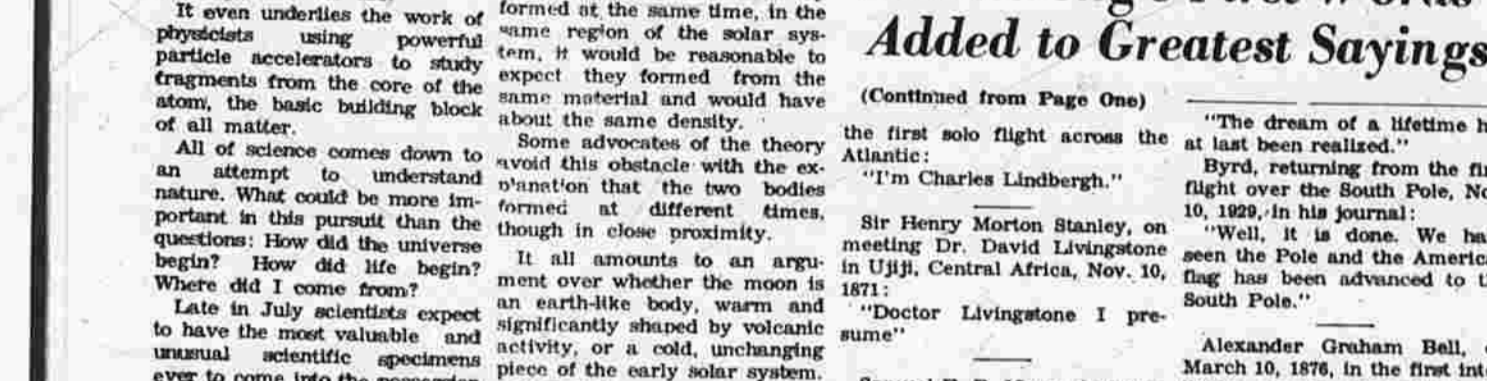 It even underlies the work of
physicists using powerful
particle accelerators to study
fragments from the core of the
atom, the basic building block
of all matter.
All of science comes down to
an attempt to understand
nature. What could be more im-
portant in this pursuit than the
questions: How did the universe
begin? How did life begin?
Where did I come from?
Late in July scientists expect
to have the most valuable and
unusual scientific specimens
ever to come into the
formed at the same time, in the
same region of the solar sys-
tem, it would be reasonable to
expect they formed from the
same material and would have
about the same density.
Some advocates of the theory
avoid this obstacle with the ex-
planation that the two bodies
formed at different times,
though in close proximity.
It all amounts to an argu-
ment over whether the moon is
an earth-like body, warm and
significantly shaped by volcanic
activity, or a cold, unchanging
piece of the early solar system.
Added to Greatest Sayings
(Continued from Page One)
the first solo flight across the
Atlantic:
"I'm Charles Lindbergh."
Sir Henry Morton Stanley, on
meeting Dr. David Livingstone
in Ujiji, Central Africa, Nov. 10,
1871:
"Doctor Livingstone I pre-
sume"
"The dream of a lifetime h
at last been realized."
Byrd, returning from the fi
flight over the South Pole, No
10, 1929, in his journal:
"Well, it is done. We ha
seen the Pole and the Americ
flag has been advanced to t
South Pole."
Alexander Graham Bell,
March 10, 1876, in the first int